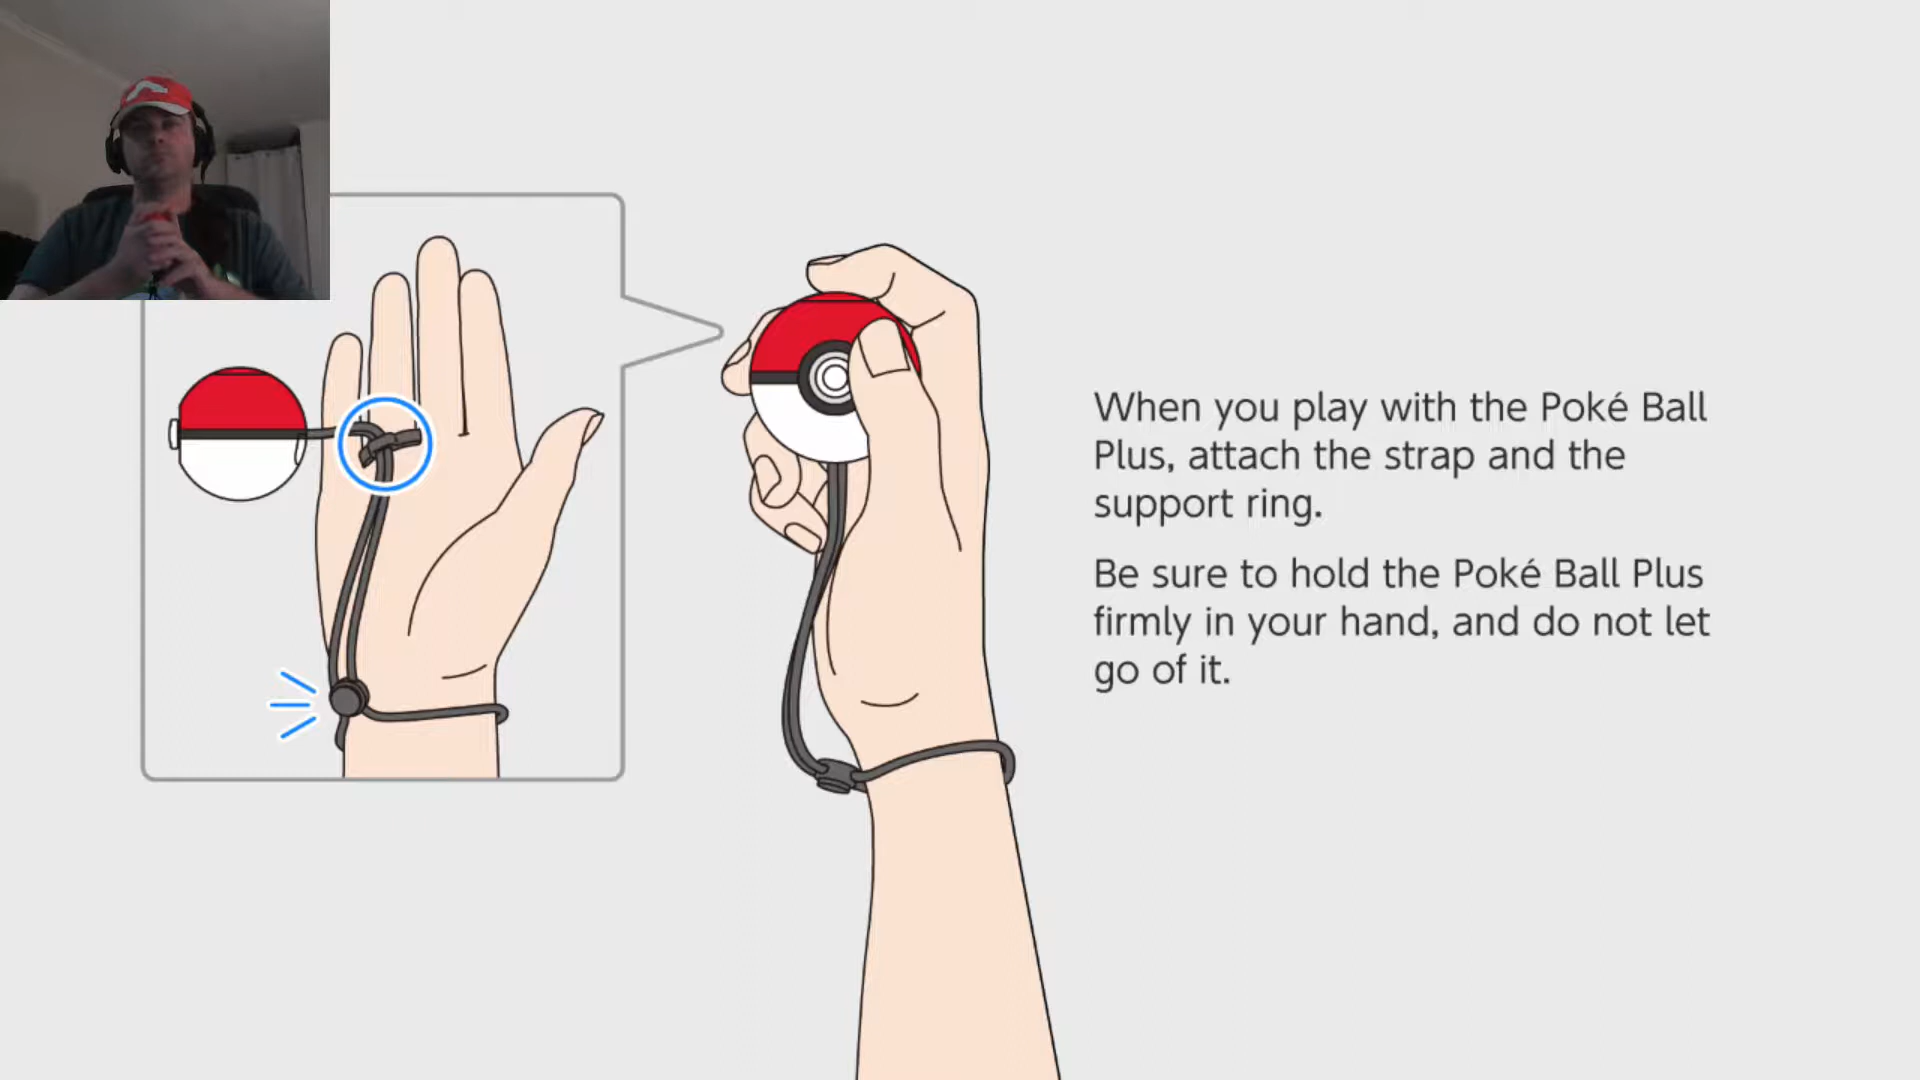 When you play with the Poké Ball
Plus, attach the strap and the
support ring.
Be sure to hold the Poké Ball Plus
firmly in your hand, and do not let
go of it.